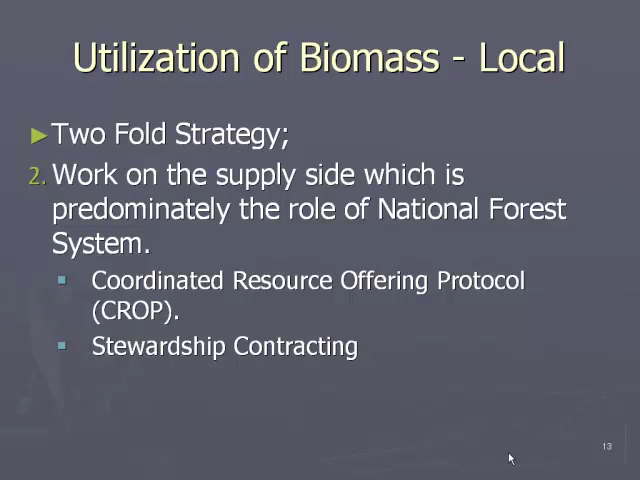 Utilization of Biomass - Local
►Two Fold Strategy;
2. Work on the supply side which is
predominately the role of National Forest
System.
▪ Coordinated Resource Offering Protocol
(CROP).
▪ Stewardship Contracting
13